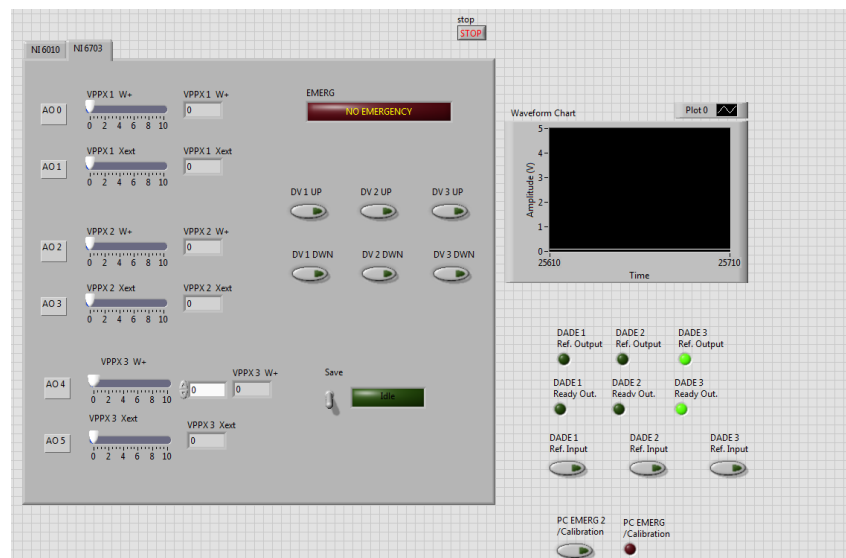 stop
STOP
NI 6010 NI 6703
VPPX 1 W+ VPPX 1 W+
AO 0
0
0 2 4 6 8 10
VPPX 1 Xext VPPX 1 Xext
AO 1
0
0 2 4 6 8 10
VPPX 2 W+ VPPX 2 W+
AO 2
0
0 2 4 6 8 10
VPPX 2 Xext VPPX 2 Xext
AO 3
0
0 2 4 6 8 10
VPPX 3 W+ VPPX 3 W+
AO 4
0 0
0 2 4 6 8 10
VPPX 3 Xext VPPX 3 Xext
AO 5
0
0 2 4 6 8 10
EMERG
NO EMERGENCY
DV 1 UP DV 2 UP DV 3 UP
DV 1 DWN DV 2 DWN DV 3 DWN
Save
Idle
Waveform Chart Plot 0
Amplitude (V)
5
4
3
2
1
0
25610 25710
Time
DADE 1 DADE 2 DADE 3
Ref. Output Ref. Output Ref. Output
DADE 1 DADE 2 DADE 3
Ready Out. Ready Out. Ready Out.
DADE 1 DADE 2 DADE 3
Ref. Input Ref. Input Ref. Input
PC EMERG 2 PC EMERG
/Calibration /Calibration